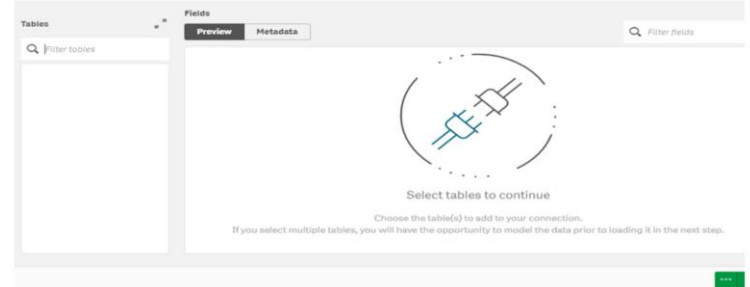 Tables
Filter tables
Fields
Preview Metadata
Filter fields
Select tables to continue
Choose the table(s) to add to your connection.
If you select multiple tables, you will have the opportunity to model the data prior to loading it in the next step.